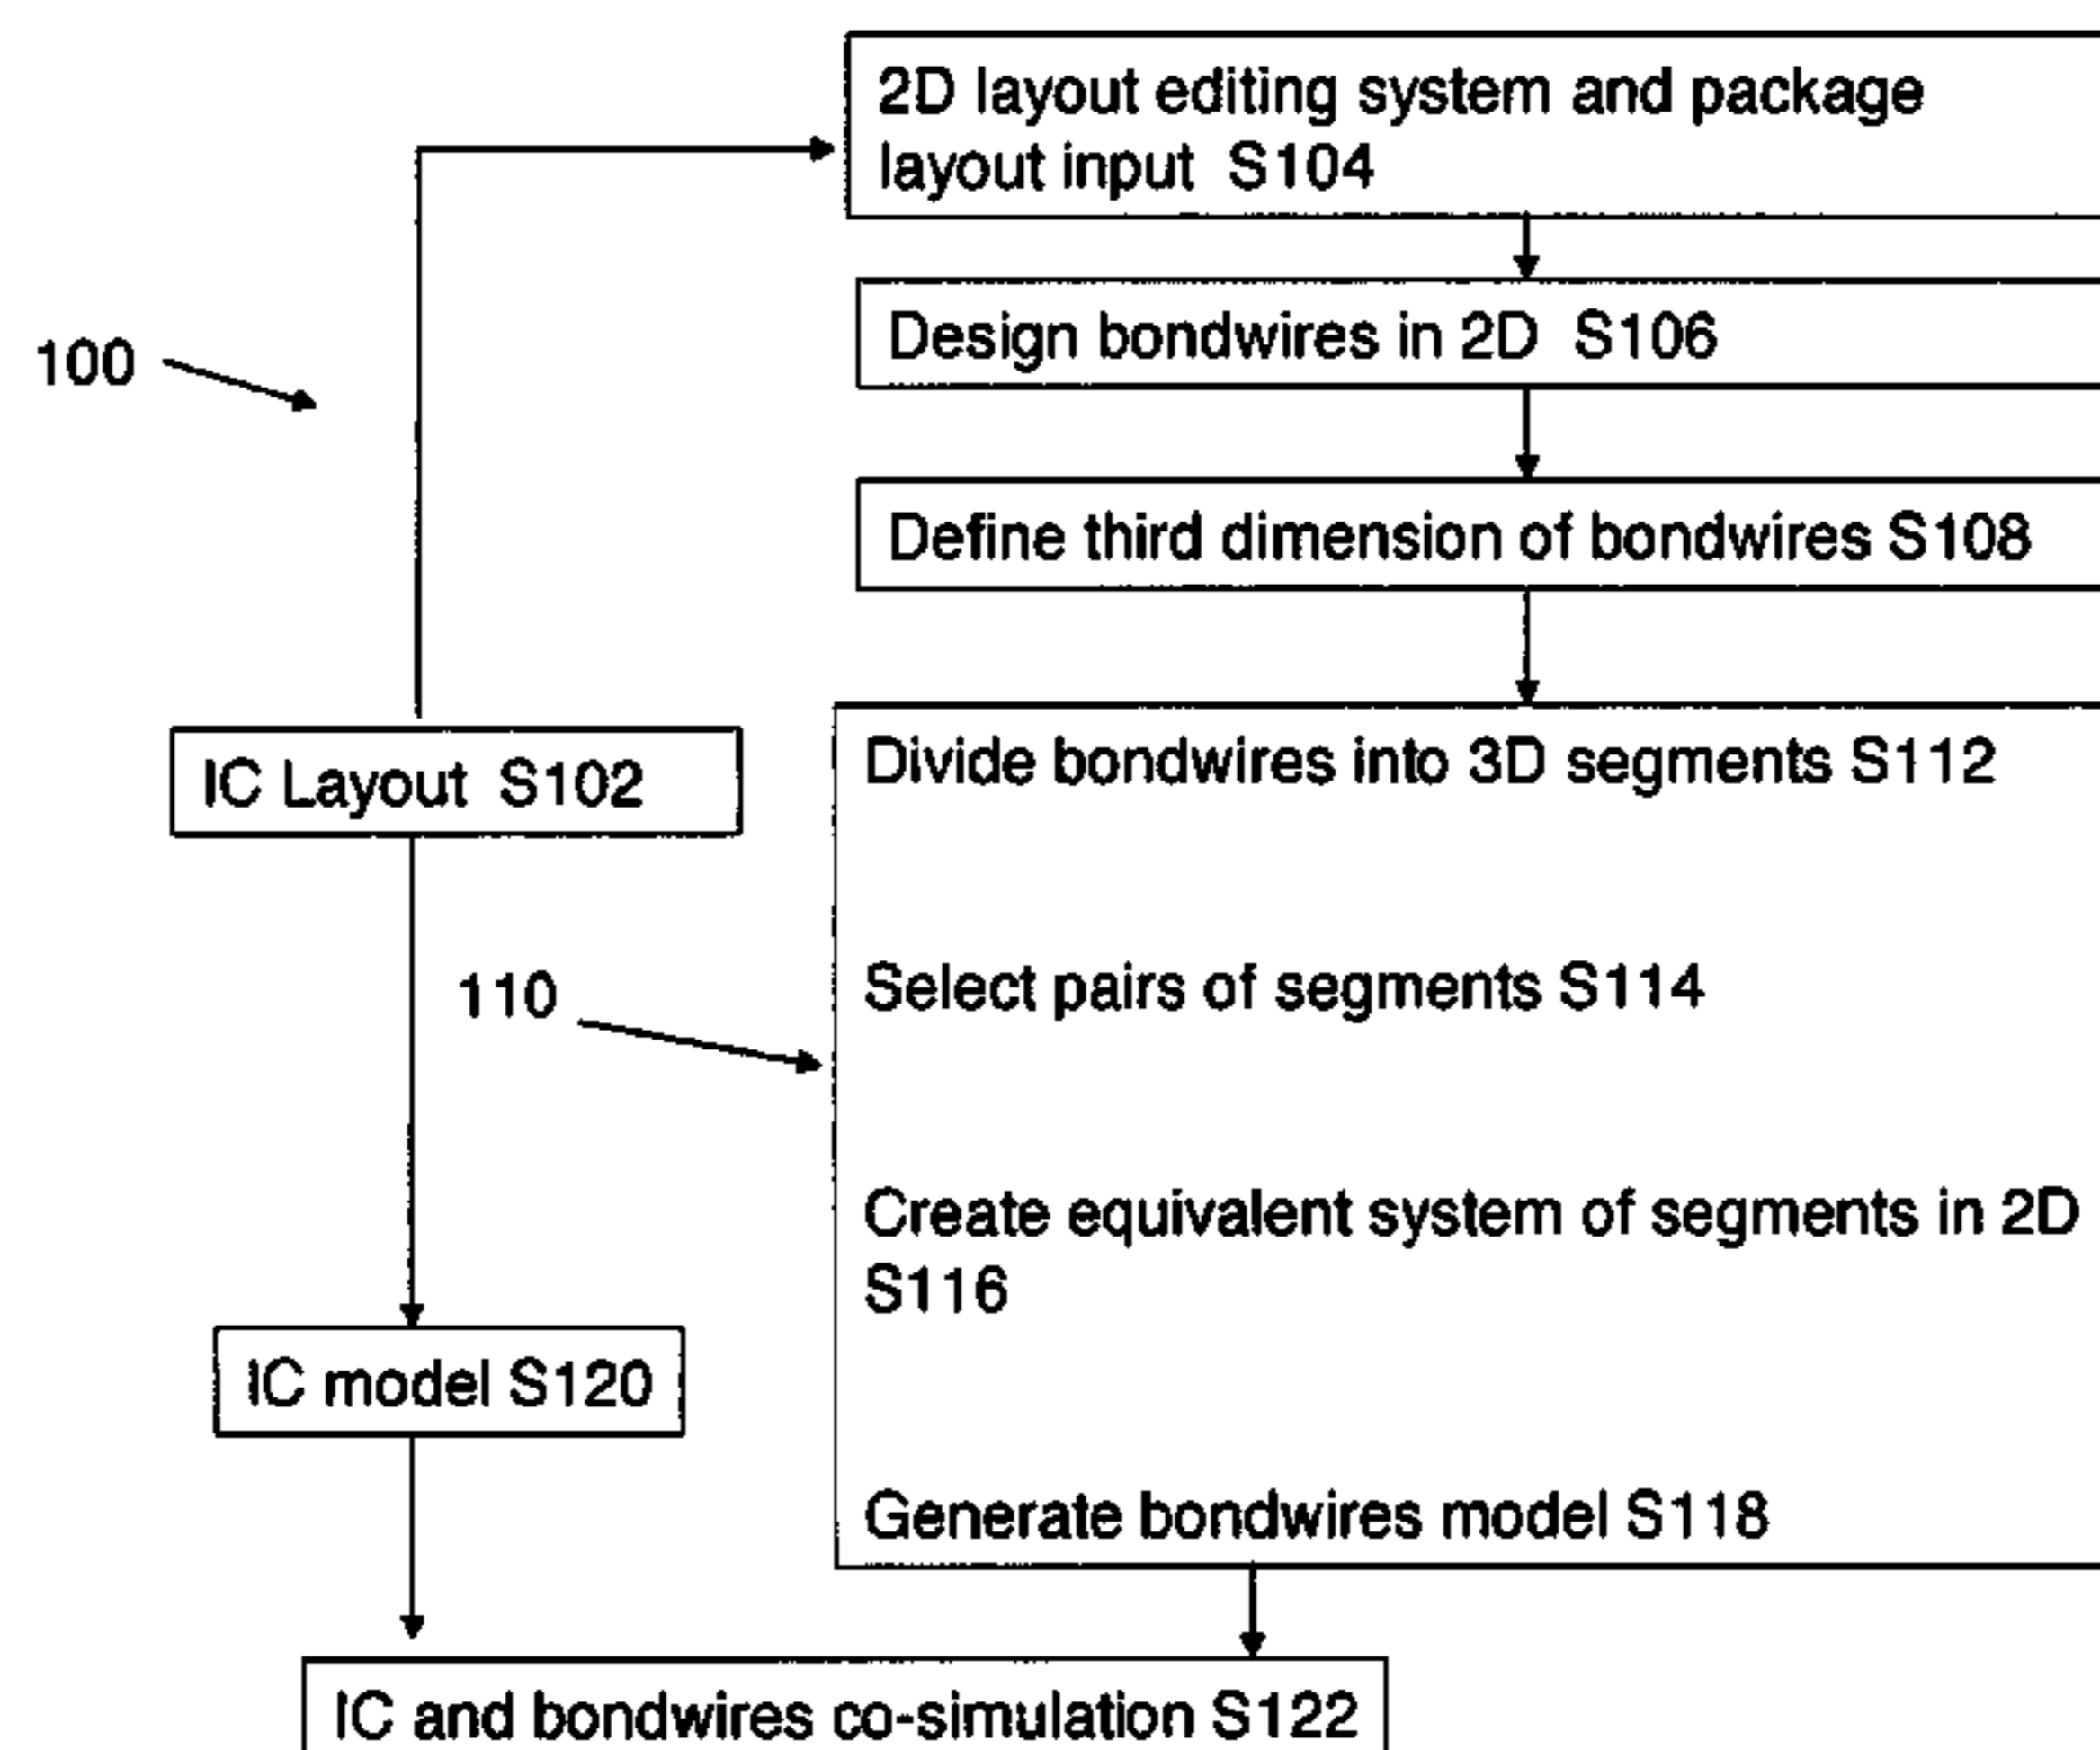 2D layout editing system and package
layout input S104
Design bondwires in 2D S106
100
Define third dimension of bondwires S108
IC Layout S102
Divide bondwires into 3D segments S112
110
Select pairs of segments S114
Create equivalent system of segments in 2D
S116
IC model S120
Generate bondwires model S118
IC and bondwires co-simulation S122